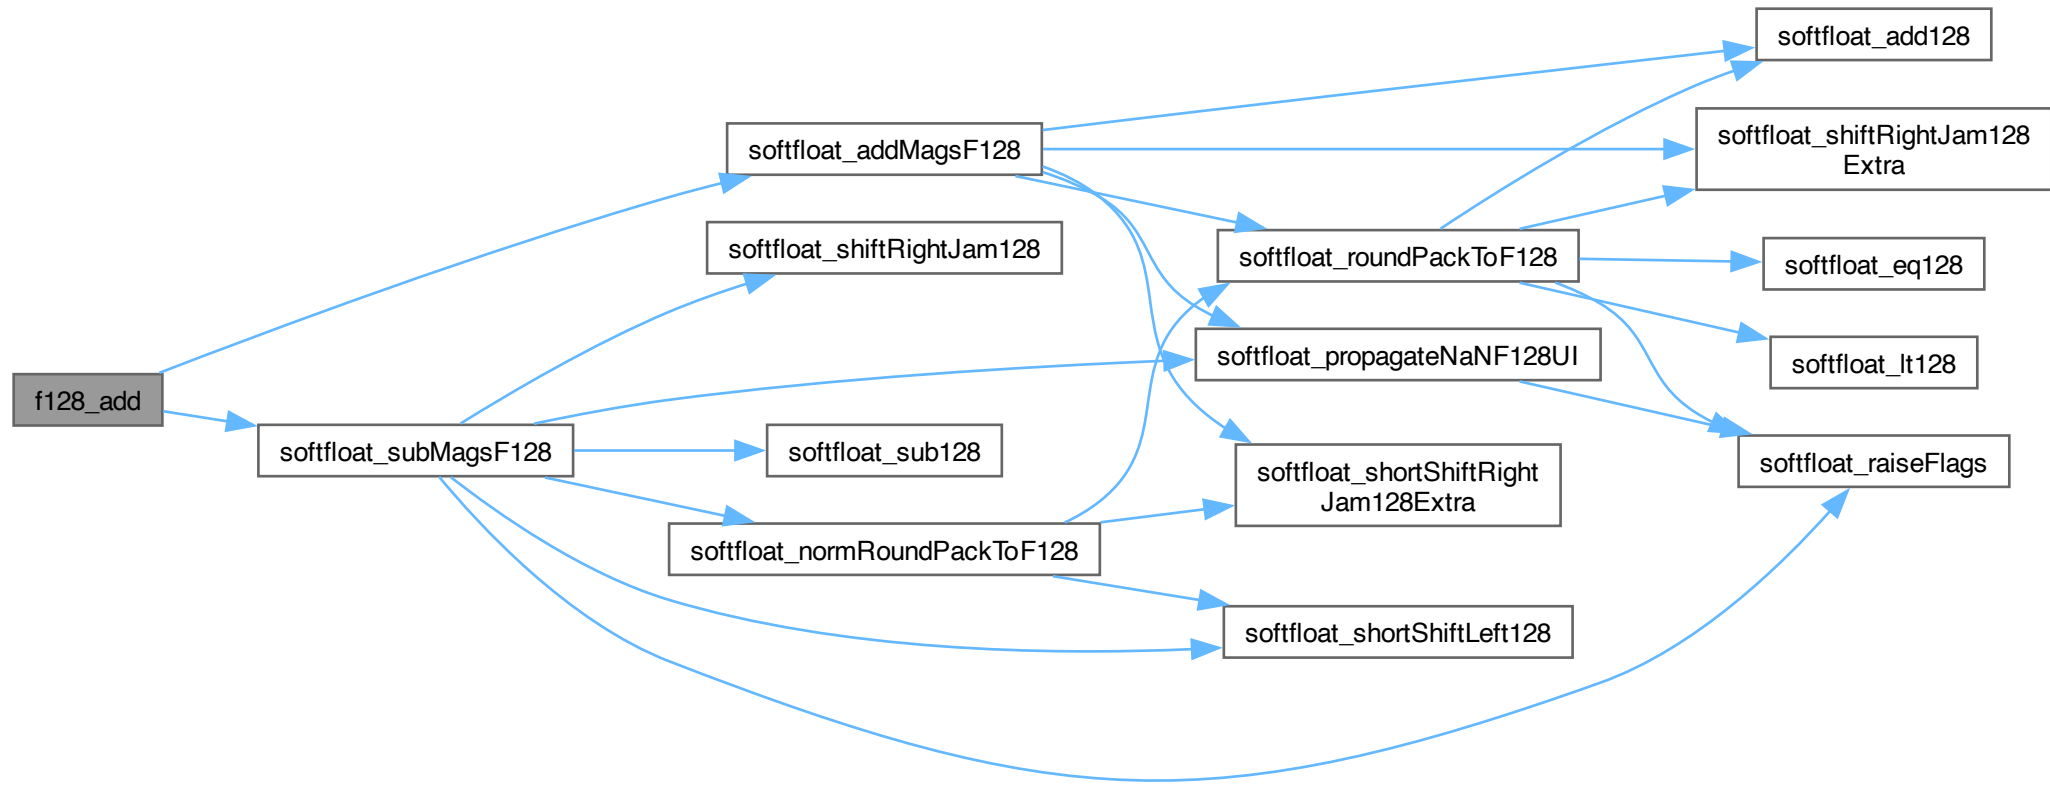 f128_add
softfloat_addMagsF128
softfloat_shiftRightJam128
softfloat_subMagsF128
softfloat_sub128
softfloat_normRoundPackToF128
softfloat_roundPackToF128
softfloat_propagateNaNF128UI
softfloat_shortShiftRight
Jam128Extra
softfloat_shortShiftLeft128
softfloat_add128
softfloat_shiftRightJam128
Extra
softfloat_eq128
softfloat_lt128
softfloat_raiseFlags